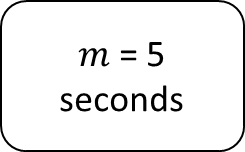 m = 5
seconds